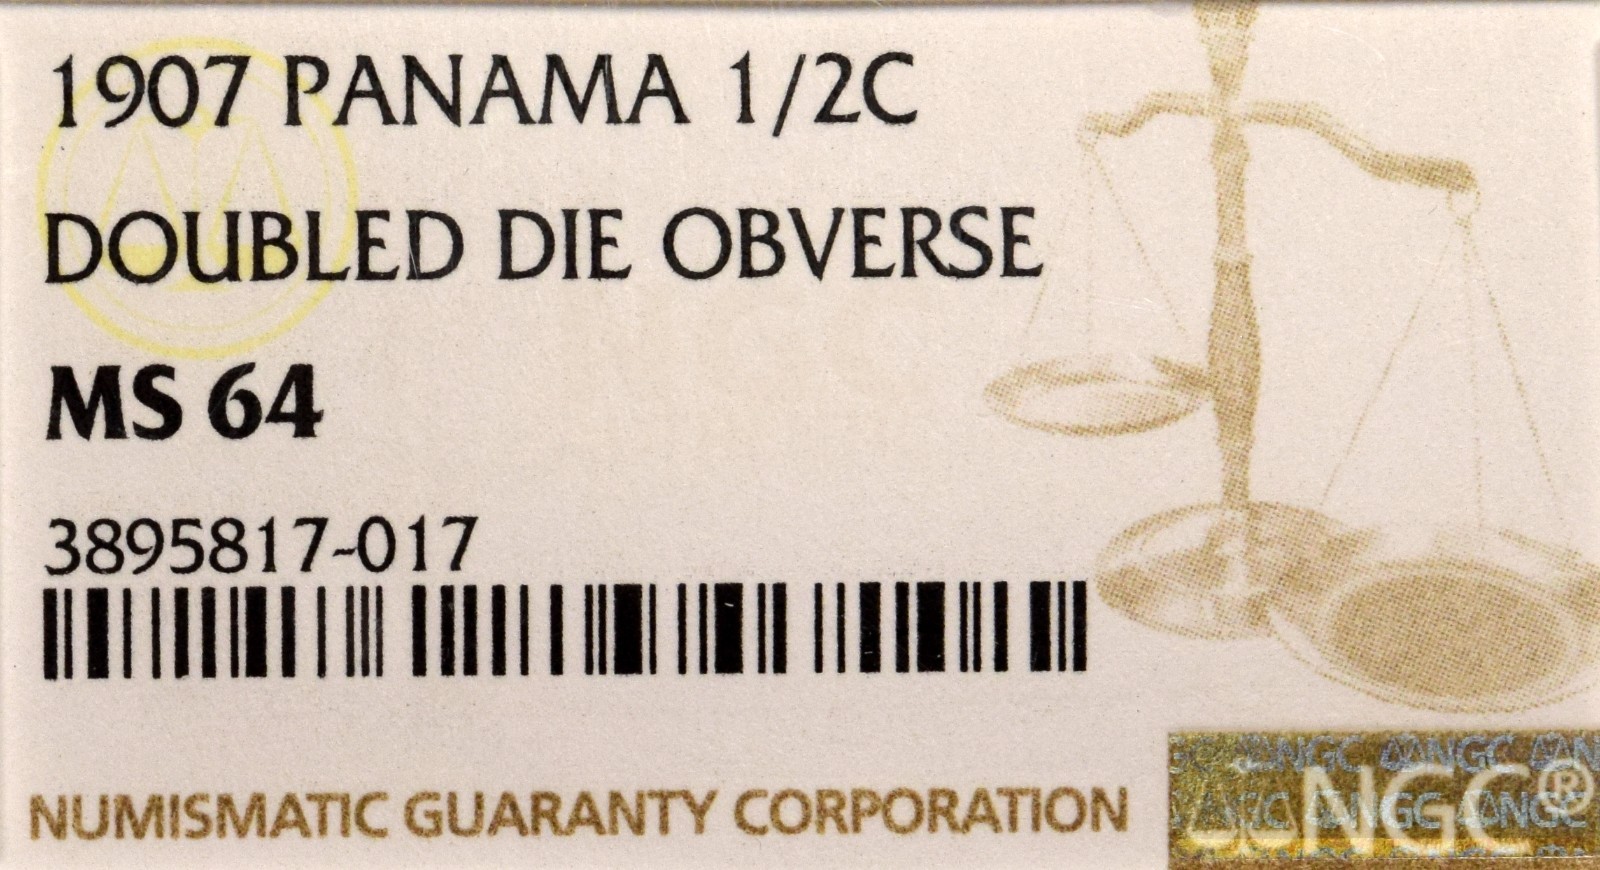 1907 PANAMA 1/2C
DOUBLED DIE OBVERSE
MS 64
3895817-017
NUMISMATIC GUARANTY CORPORATION
NGC®